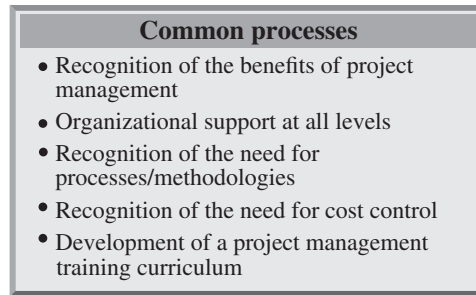 Common processes
• Recognition of the benefits of project
management
• Organizational support at all levels
• Recognition of the need for
processes/methodologies
• Recognition of the need for cost control
• Development of a project management
training curriculum